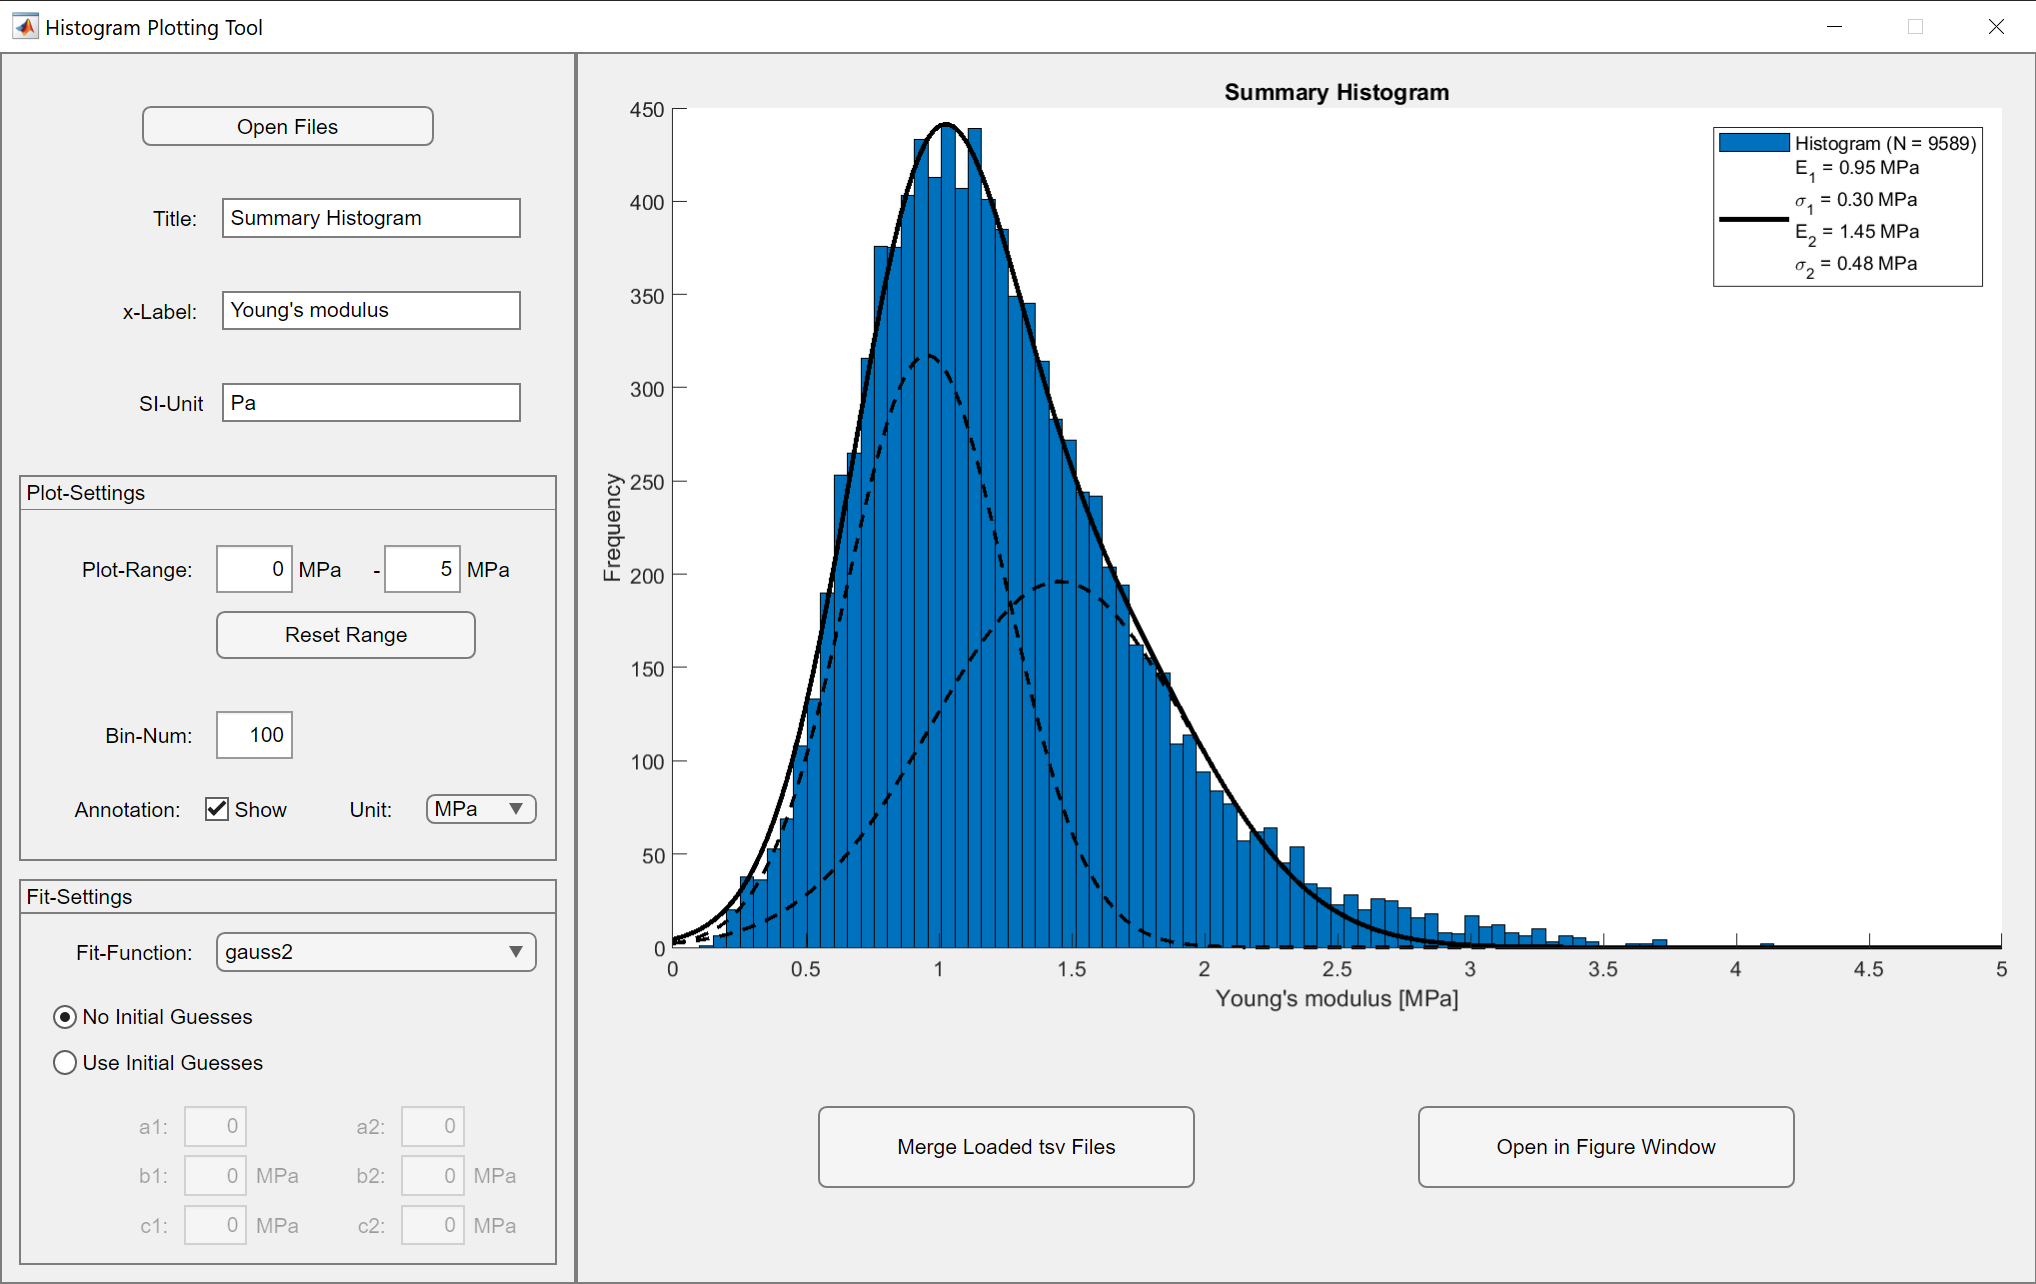 Histogram Plotting Tool
Open Files
Title: Summary Histogram
x-Label: Young's modulus
SI-Unit Pa
Plot-Settings
Plot-Range: 0 MPa - 5 MPa
Reset Range
Bin-Num: 100
Annotation: Show Unit: MPa
Fit-Settings
Fit-Function: gauss2
No Initial Guesses
Use Initial Guesses
a1: 0 a2: 0
b1: 0 MPa b2: 0 MPa
c1: 0 MPa c2: 0 MPa
Summary Histogram
Histogram (N = 9589)
E1 = 0.95 MPa
σ1 = 0.30 MPa
E2 = 1.45 MPa
σ2 = 0.48 MPa
Frequency
450
400
350
300
250
200
150
100
50
0
0 0.5 1 1.5 2 2.5 3 3.5 4 4.5 5
Young's modulus [MPa]
Merge Loaded tsv Files
Open in Figure Window